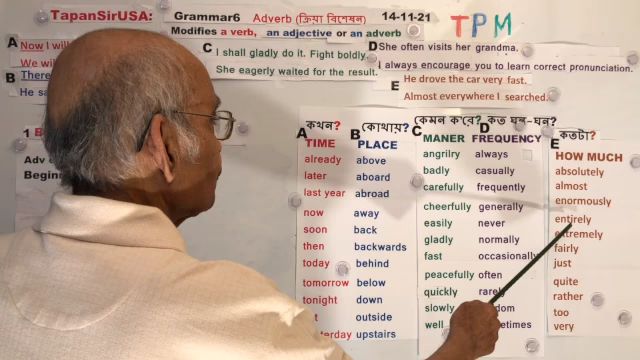 TapanSirUSA: Grammar6 Adverb (ক্রিয়া বিশেষন) 14-11-21 TPM
Modifies a verb, an adjective or an adverb
A Now I will
We will
B There
He sa
C I shall gladly do it. Fight boldly.
She eagerly waited for the result.
D She often visits her grandma.
I always encourage you to learn correct pronunciation.
E He drove the car very fast.
Almost everywhere I searched.
1 B
Adv
Beginn
A কখন?
TIME
already
later
last year
now
soon
then
today
tomorrow
tonight
B কোথায়?
PLACE
above
aboard
abroad
away
back
backwards
behind
below
down
outside
upstairs
C কেমন ক'রে?
MANER
angrilry
badly
carefully
cheerfully
easily
gladly
fast
peacefully
quickly
slowly
well
D কত ঘন-ঘন?
FREQUENCY
always
casually
frequently
generally
never
normally
occasionally
often
rarely
E কতটা?
HOW MUCH
absolutely
almost
enormously
entirely
extremely
fairly
just
quite
rather
too
very